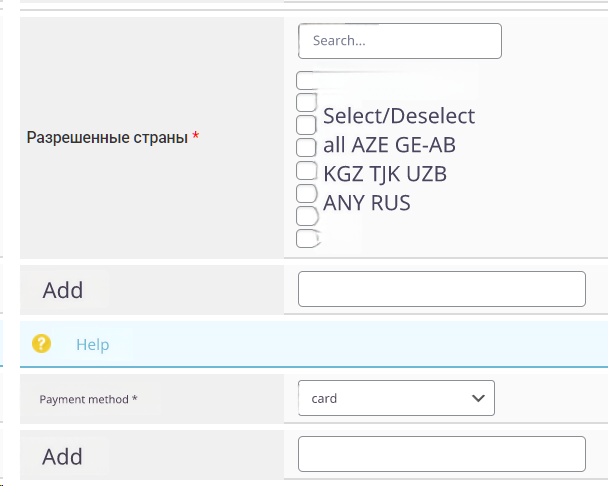 Search...
Разрешенные страны *
Select/Deselect
all AZE GE-AB
KGZ TJK UZB
ANY RUS
Add
? Help
Payment method *
card
Add